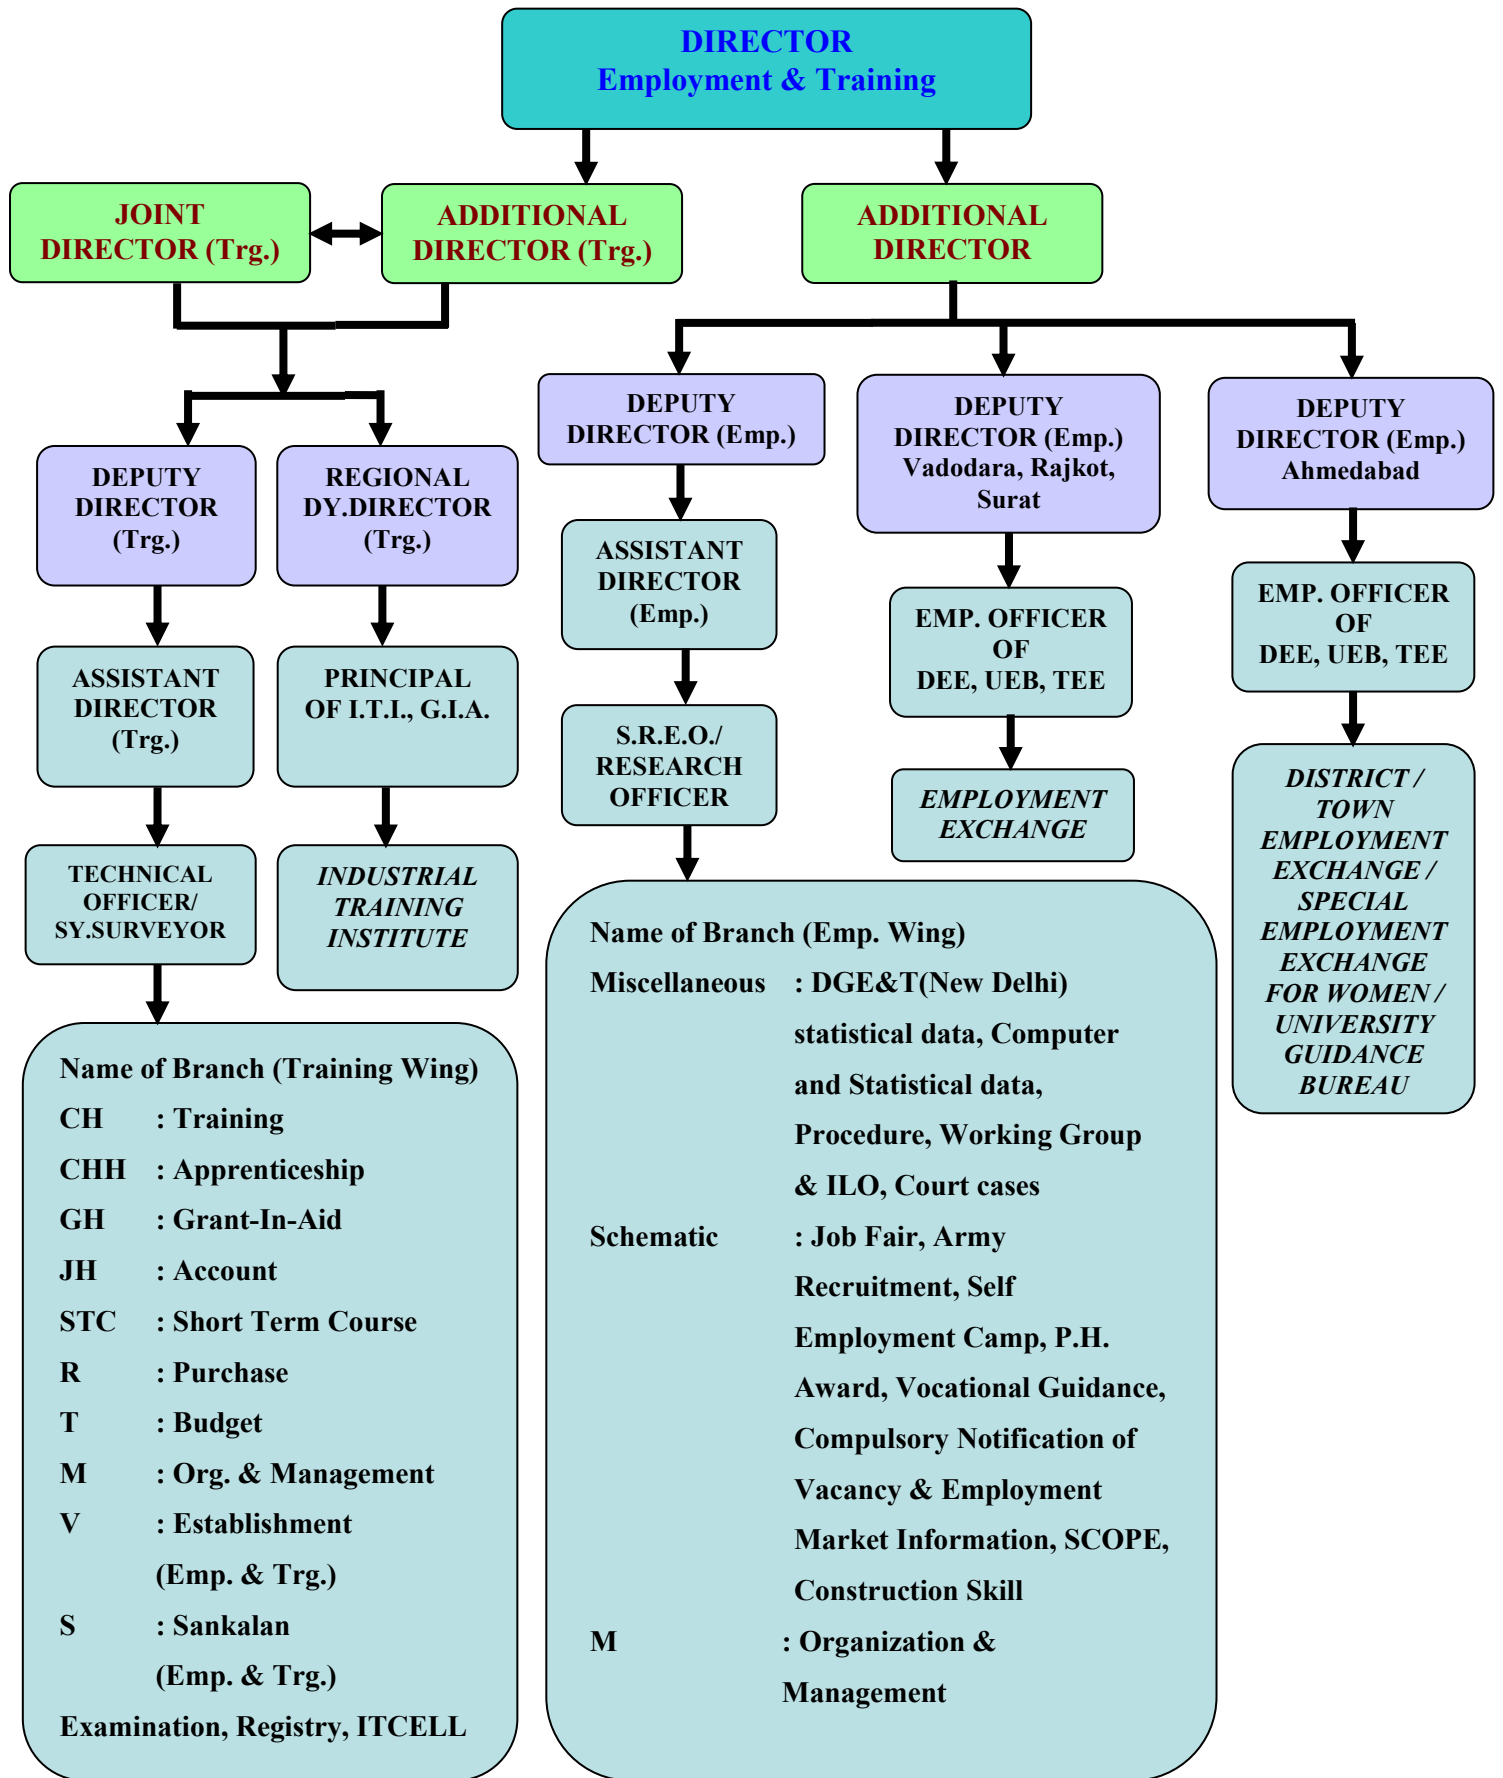 DIRECTOR
Employment & Training
JOINT
DIRECTOR (Trg.)
ADDITIONAL
DIRECTOR (Trg.)
ADDITIONAL
DIRECTOR
DEPUTY
DIRECTOR
(Trg.)
REGIONAL
DY.DIRECTOR
(Trg.)
DEPUTY
DIRECTOR (Emp.)
DEPUTY
DIRECTOR (Emp.)
Vadodara, Rajkot,
Surat
DEPUTY
DIRECTOR (Emp.)
Ahmedabad
ASSISTANT
DIRECTOR
(Trg.)
PRINCIPAL
OF I.T.I., G.I.A.
ASSISTANT
DIRECTOR
(Emp.)
EMP. OFFICER
OF
DEE, UEB, TEE
EMP. OFFICER
OF
DEE, UEB, TEE
TECHNICAL
OFFICER/
SY.SURVEYOR
INDUSTRIAL
TRAINING
INSTITUTE
S.R.E.O./
RESEARCH
OFFICER
EMPLOYMENT
EXCHANGE
DISTRICT /
TOWN
EMPLOYMENT
EXCHANGE /
SPECIAL
EMPLOYMENT
EXCHANGE
FOR WOMEN /
UNIVERSITY
GUIDANCE
BUREAU
Name of Branch (Training Wing)
CH : Training
CHH : Apprenticeship
GH : Grant-In-Aid
JH : Account
STC : Short Term Course
R : Purchase
T : Budget
M : Org. & Management
V : Establishment
(Emp. & Trg.)
S : Sankalan
(Emp. & Trg.)
Examination, Registry, ITCELL
Name of Branch (Emp. Wing)
Miscellaneous : DGE&T(New Delhi)
statistical data, Computer
and Statistical data,
Procedure, Working Group
& ILO, Court cases
Schematic : Job Fair, Army
Recruitment, Self
Employment Camp, P.H.
Award, Vocational Guidance,
Compulsory Notification of
Vacancy & Employment
Market Information, SCOPE,
Construction Skill
M : Organization &
Management